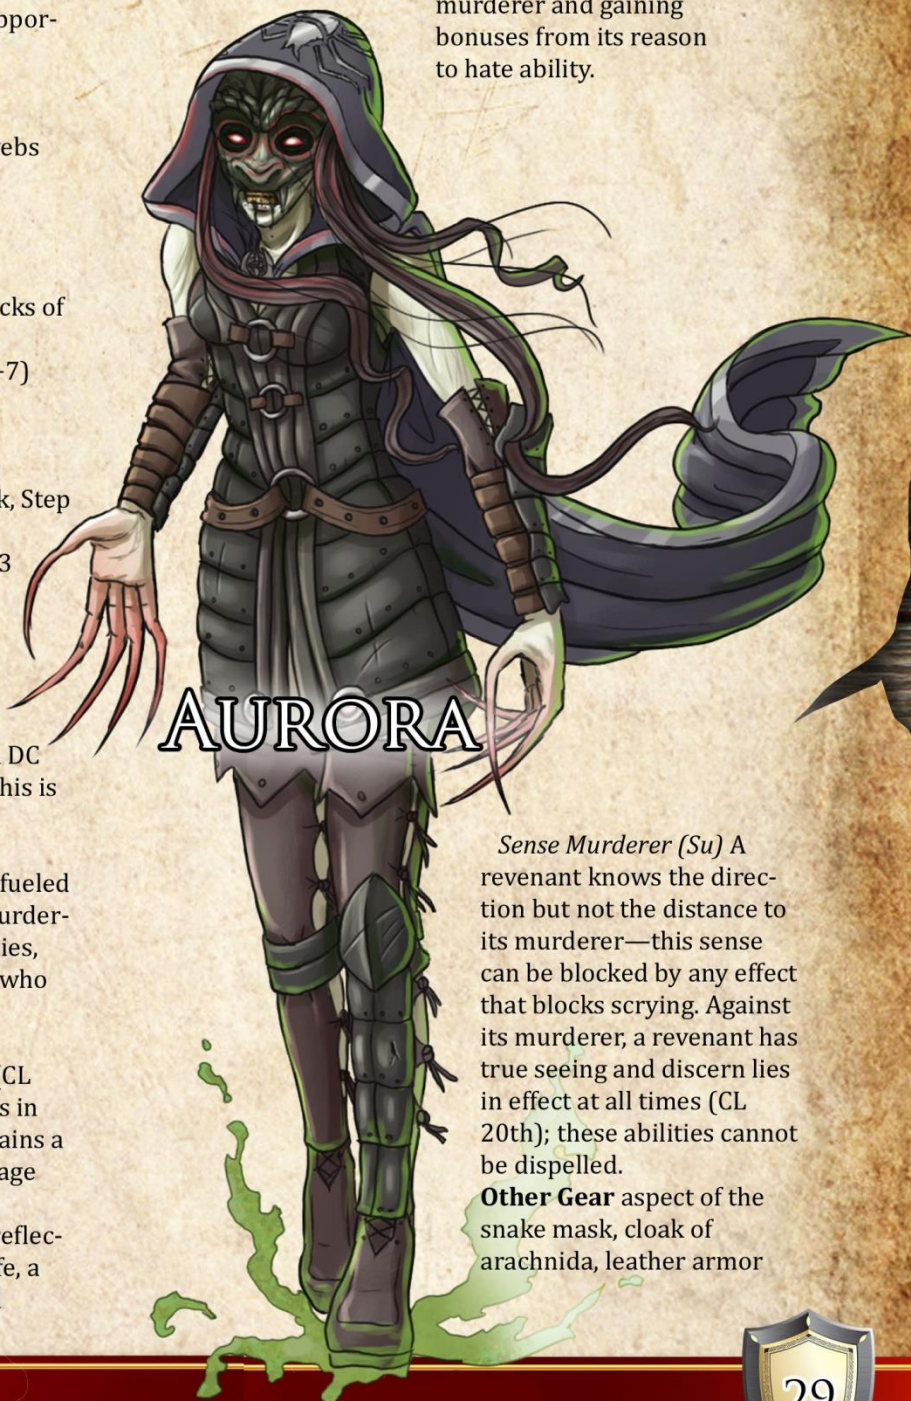 murderer and gaining
bonuses from its reason
to hate ability.
cks of
-7)
k, Step
3
DC
his is
fueled
who
CL
s in
ains a
age
fe, a
AURORA
Sense Murderer (Su) A
revenant knows the direc-
tion but not the distance to
its murderer—this sense
can be blocked by any effect
that blocks scrying. Against
its murderer, a revenant has
true seeing and discern lies
in effect at all times (CL
20th); these abilities cannot
be dispelled.
Other Gear aspect of the
snake mask, cloak of
arachnida, leather armor
29